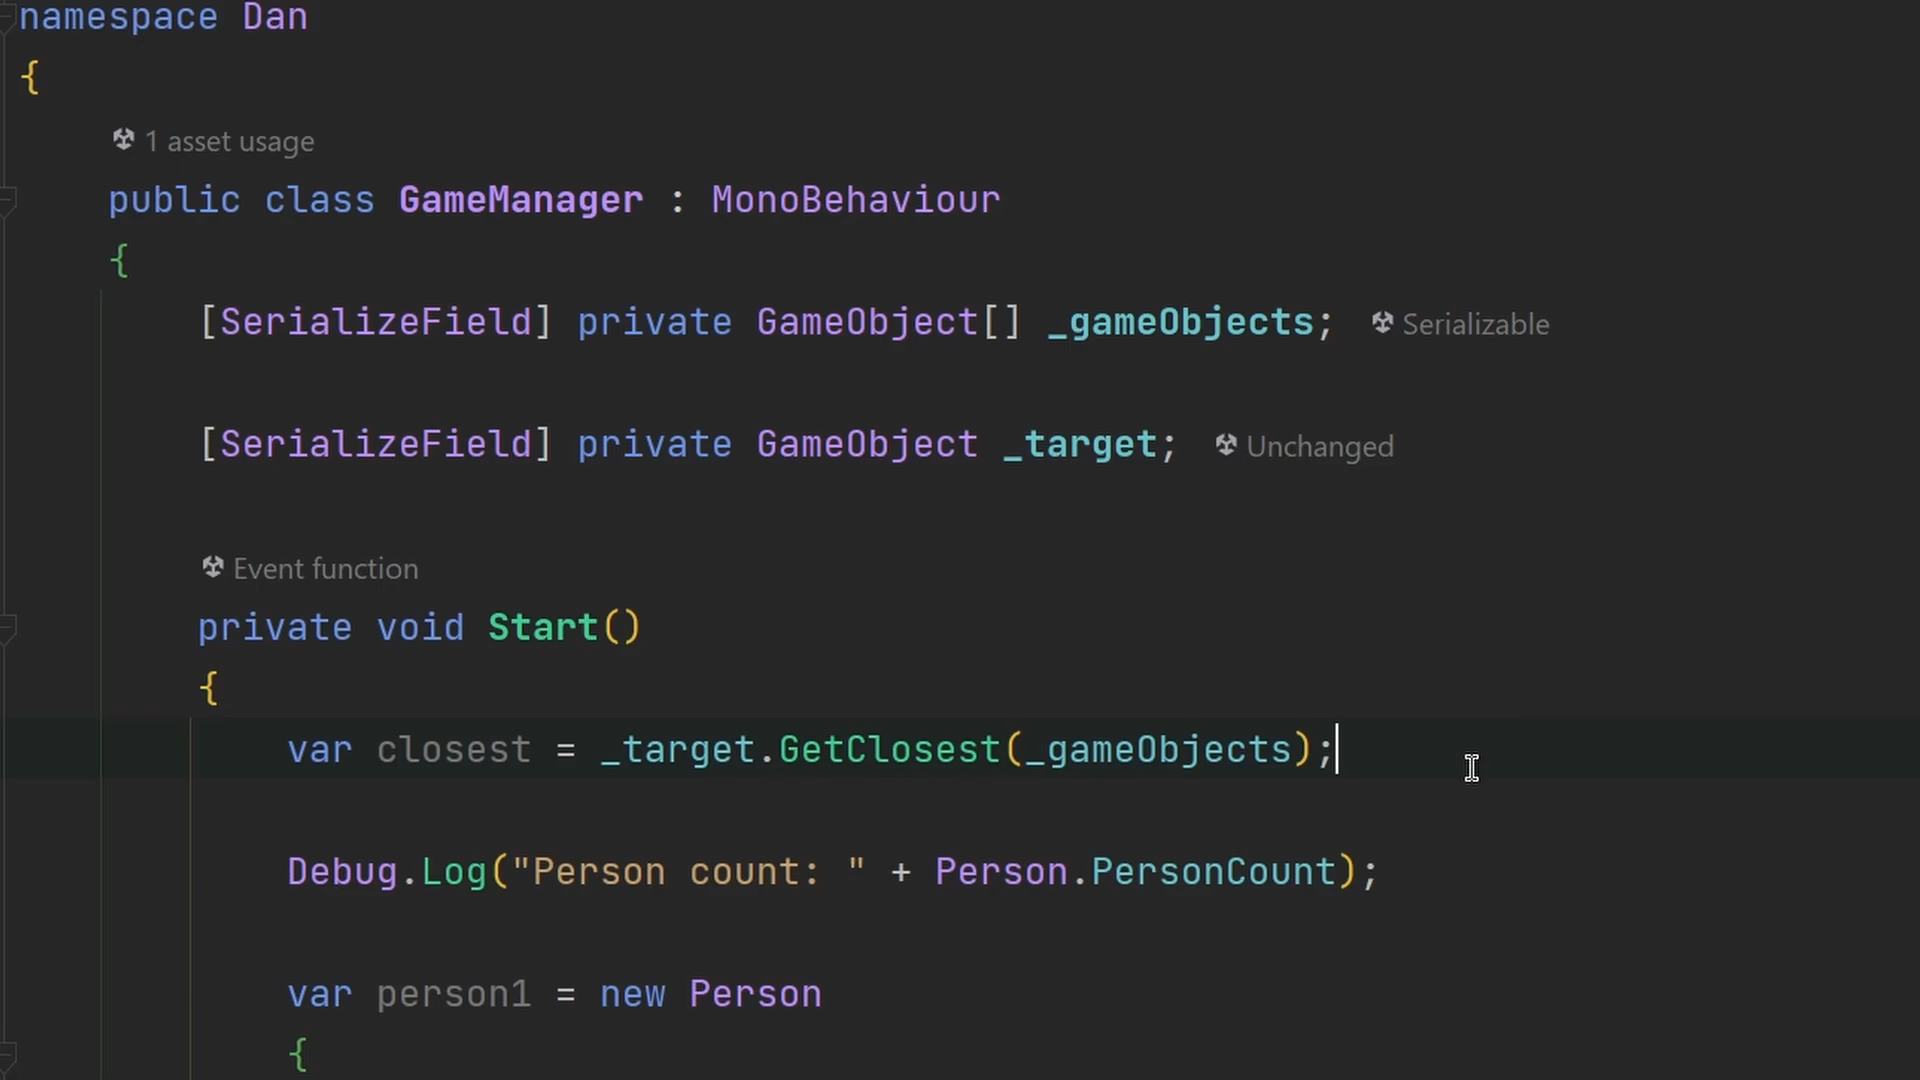 namespace Dan
{
1 asset usage
public class GameManager : MonoBehaviour
{
[SerializeField] private GameObject[] _gameObjects; Serializable
[SerializeField] private GameObject _target; Unchanged
Event function
private void Start()
{
var closest = _target.GetClosest(_gameObjects);
Debug.Log("Person count: " + Person.PersonCount);
var person1 = new Person
{